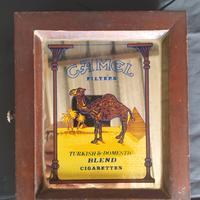 CAMEL
FILTERS
TURKISH & DOMESTIC
BLEND
CIGARETTES